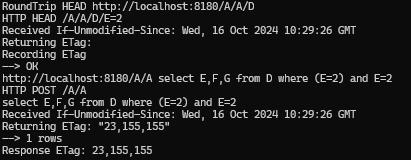 RoundTrip HEAD http://localhost:8180/A/A/D
HTTP HEAD /A/A/D/E=2
Received If-Unmodified-Since: Wed, 16 Oct 2024 10:29:26 GMT
Returning ETag:
Recording ETag
--> OK
http://localhost:8180/A/A select E,F,G from D where (E=2) and E=2
HTTP POST /A/A
select E,F,G from D where (E=2) and E=2
Received If-Unmodified-Since: Wed, 16 Oct 2024 10:29:26 GMT
Returning ETag: "23,155,155"
--> 1 rows
Response ETag: 23,155,155